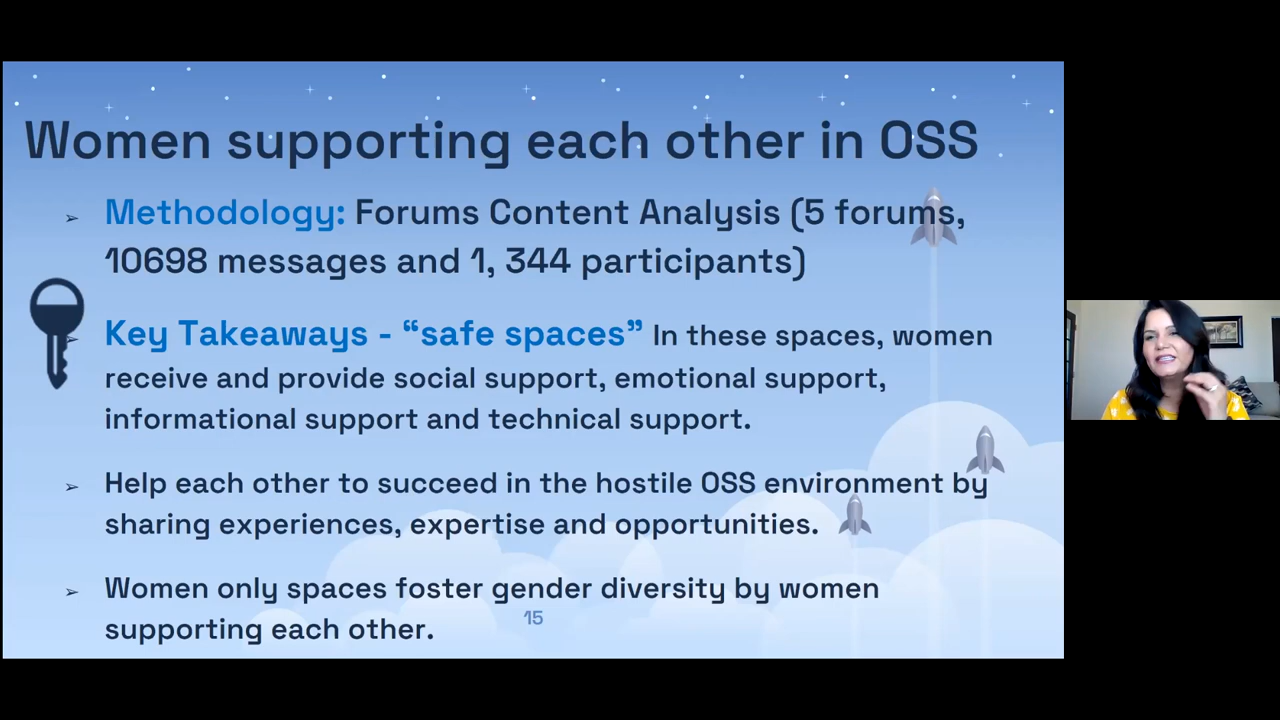 Women supporting each other in OSS
➢ Methodology: Forums Content Analysis (5 forums,
10698 messages and 1, 344 participants)
➢ Key Takeaways - “safe spaces” In these spaces, women
receive and provide social support, emotional support,
informational support and technical support.
➢ Help each other to succeed in the hostile OSS environment by
sharing experiences, expertise and opportunities.
➢ Women only spaces foster gender diversity by women
supporting each other.
15